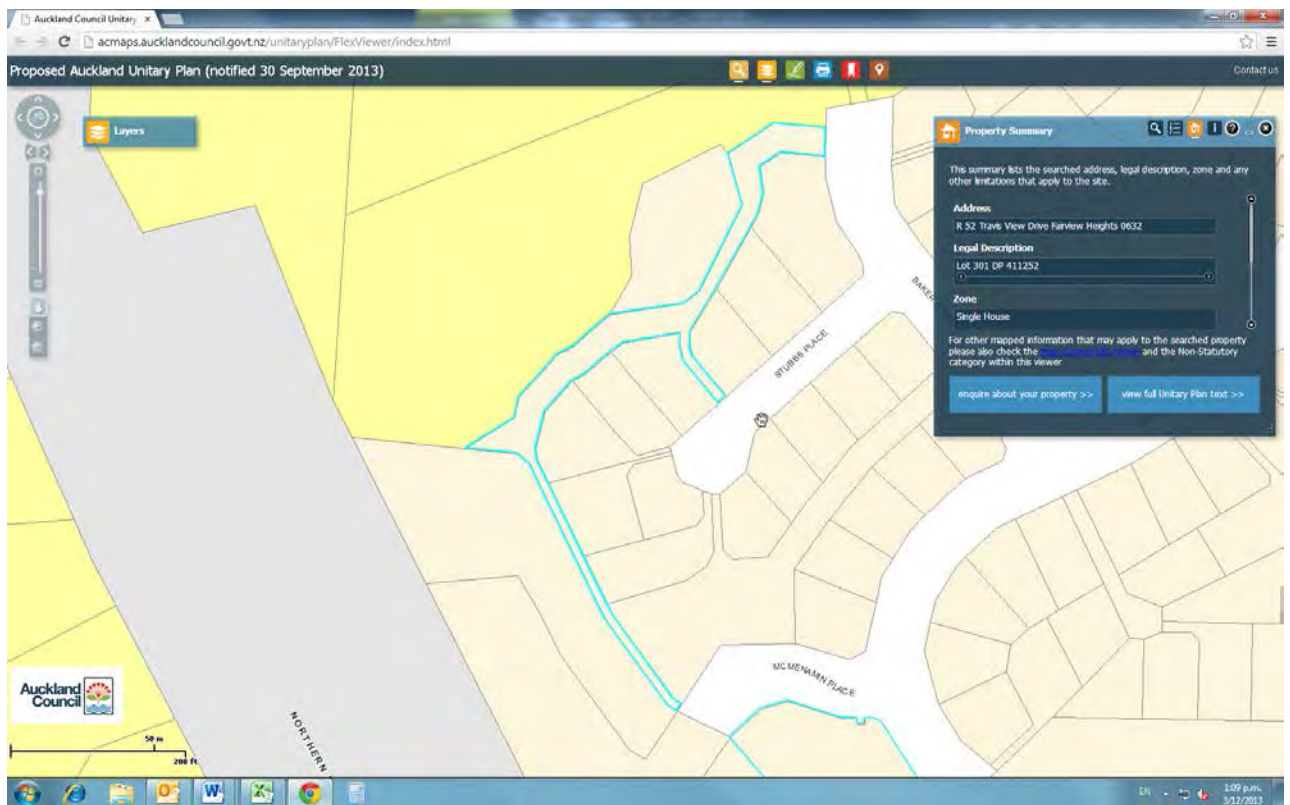 Auckland Council Unitary
acmaps.aucklandcouncil.govt.nz/unitaryplan/FlexViewer/index.html
Proposed Auckland Unitary Plan (notified 30 September 2013)
Contact us
Layers
Property Summary
This summary lists the searched address, legal description, zone and any
other limitations that apply to the site.
Address
R 52 Travis View Drive Fairview Heights 0632
Legal Description
Lot 301 DP 411252
Zone
Single House
For other mapped information that may apply to the searched property
please also check the and the Non-Statutory
category within this viewer
enquire about your property >>
view full Unitary Plan text >>
BAKER
STUBBS PLACE
MCMENAMIN PLACE
NORTHERN
Auckland
Council
50 m
200 ft
EN
1:09 p.m.
3/12/2013